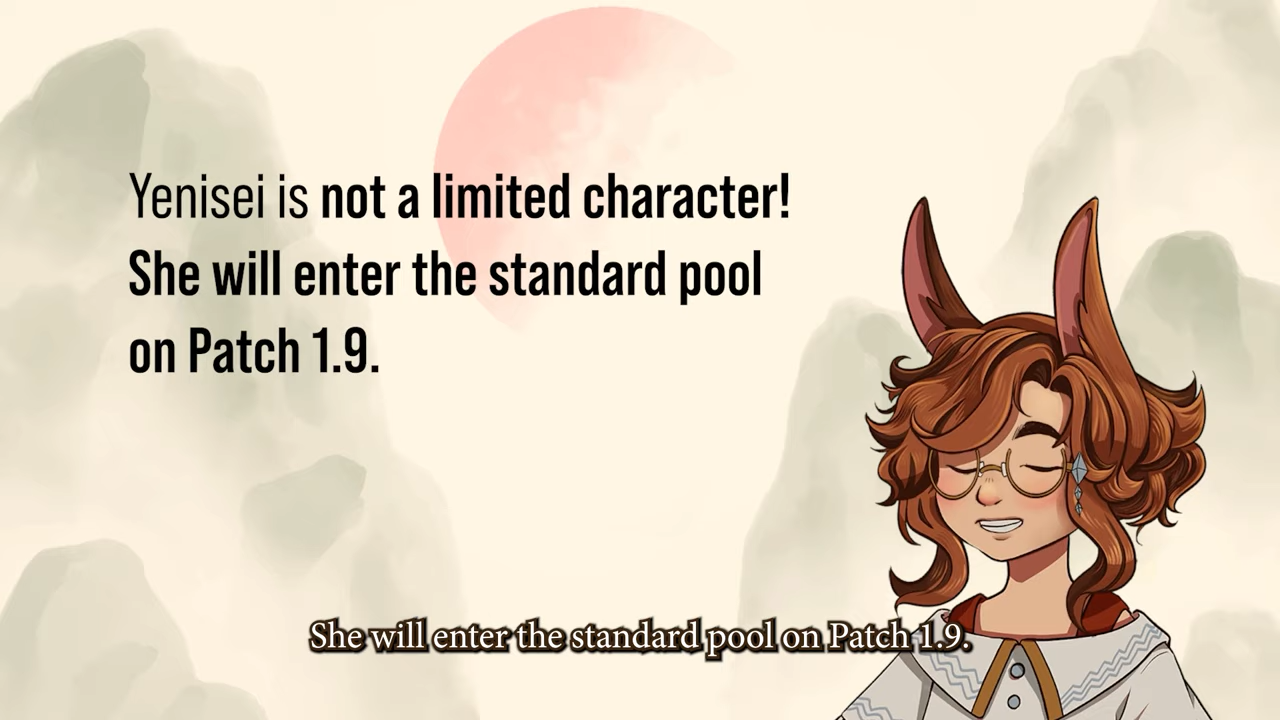 Yenisei is not a limited character!
She will enter the standard pool
on Patch 1.9.
She will enter the standard pool on Patch 1.9.